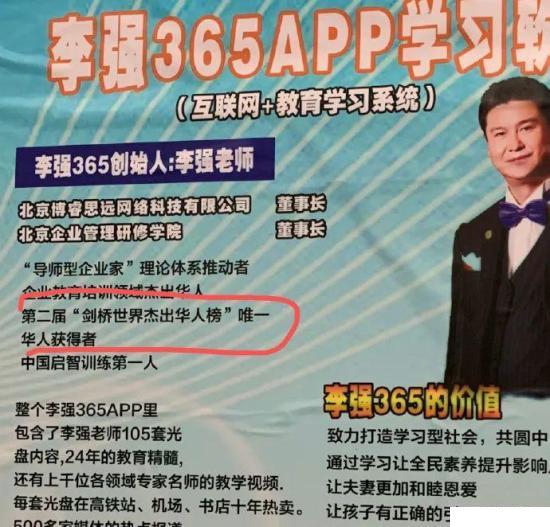 李强365APP学习软
（互联网+教育学习系统）
李强365创始人:李强老师
北京博睿思远网络科技有限公司 董事长
北京企业管理研修学院 董事长
“导师型企业家”理论体系推动者
企业教育培训领域杰出华人
第二届“剑桥世界杰出华人榜”唯一
华人获得者
中国启智训练第一人
整个李强365APP里
包含了李强老师105套光
盘内容,24年的教育精髓,
还有上千位各领域专家名师的教学视频.
每套光盘在高铁站、机场、书店十年热卖。
500多家媒体的热点报道
李强365的价值
致力打造学习型社会，共圆中
通过学习让全民素养提升影响
让夫妻更加和睦恩爱
让孩子有正确的引